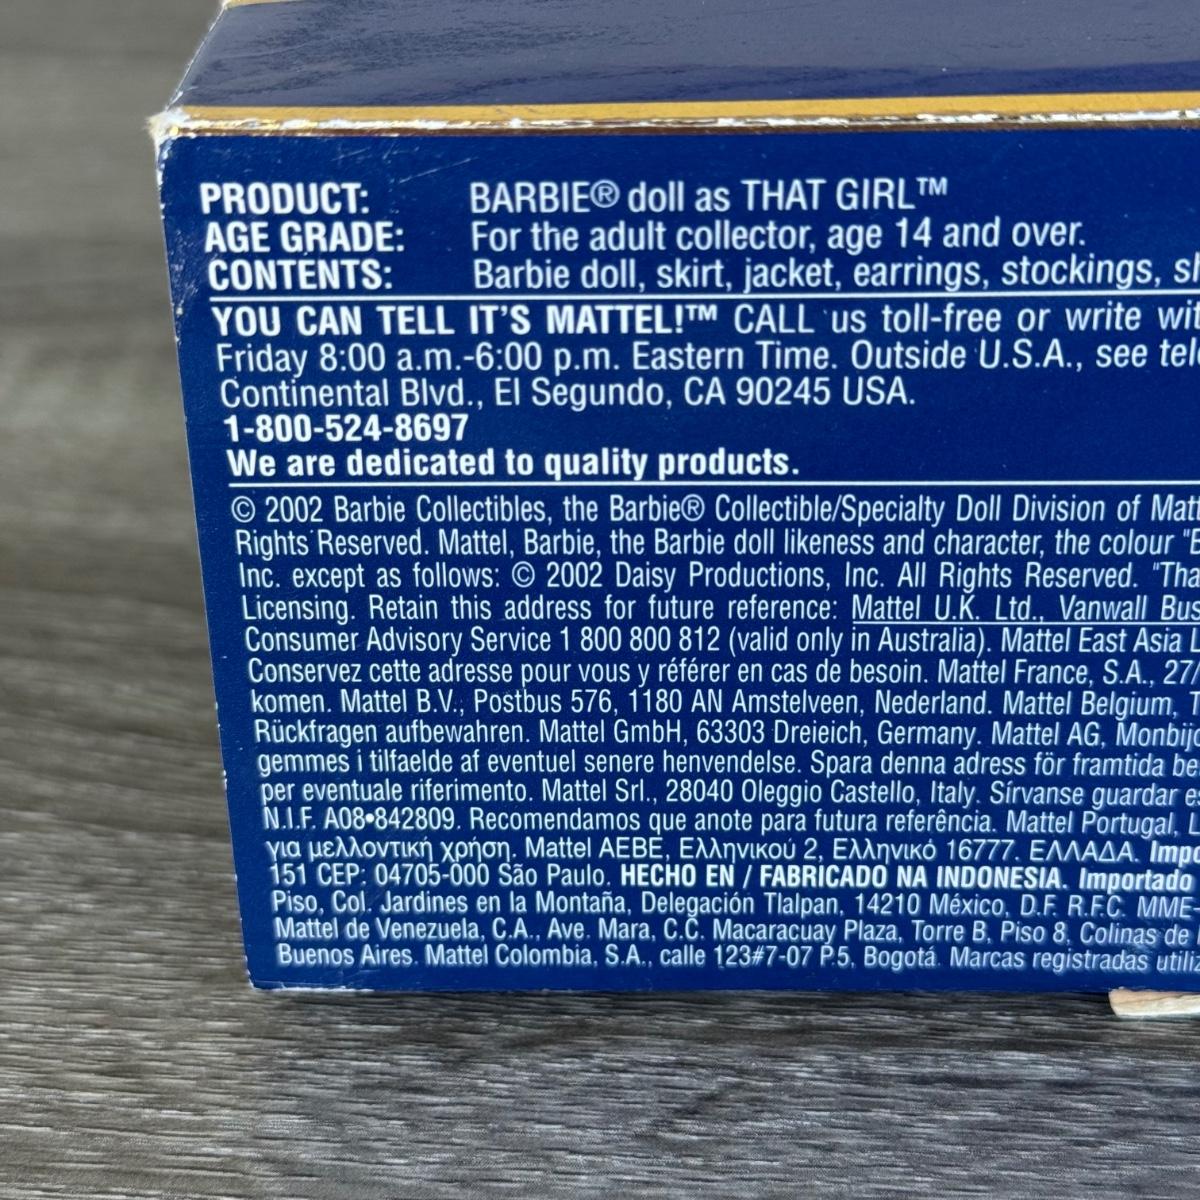 PRODUCT: BARBIE® doll as THAT GIRL™
AGE GRADE: For the adult collector, age 14 and over.
CONTENTS: Barbie doll, skirt, jacket, earrings, stockings,
YOU CAN TELL IT'S MATTEL!™ CALL us toll-free or write
Friday 8:00 a.m.-6:00 p.m. Eastern Time. Outside U.S.A., see
Continental Blvd., El Segundo, CA 90245 USA.
1-800-524-8697
We are dedicated to quality products.
© 2002 Barbie Collectibles, the Barbie® Collectible/Specialty Doll Division of
Rights Reserved. Mattel, Barbie, the Barbie doll likeness and character, the colour
Inc. except as follows: © 2002 Daisy Productions, Inc. All Rights Reserved.
Licensing. Retain this address for future reference: Mattel U.K. Ltd., Vanwall
Consumer Advisory Service 1 800 800 812 (valid only in Australia). Mattel East Asia
Conservez cette adresse pour vous y référer en cas de besoin. Mattel France, S.A.,
komen. Mattel B.V., Postbus 576, 1180 AN Amstelveen, Nederland. Mattel Belgium,
Rückfragen aufbewahren. Mattel GmbH, 63303 Dreieich, Germany. Mattel AG,
gemmes i tilfaelde af eventuel senere henvendelse. Spara denna adress för framtida
per eventuale riferimento. Mattel Srl., 28040 Oleggio Castello, Italy. Sírvanse guardar
N.I.F. A08•842809. Recomendamos que anote para futura referência. Mattel Portugal,
για μελλοντική χρήση. Mattel AEBE, Ελληνικού 2, Ελληνικό 16777. ΕΛΛΑΔΑ.
151 CEP: 04705-000 São Paulo. HECHO EN / FABRICADO NA INDONESIA. Importado
Piso, Col. Jardines en la Montaña, Delegación Tlalpan, 14210 México, D.F. R.F.C.
Mattel de Venezuela, C.A., Ave. Mara, C.C. Macaracuay Plaza, Torre B, Piso 8, Colinas de
Buenos Aires. Mattel Colombia, S.A., calle 123#7-07 P.5, Bogotá. Marcas registradas